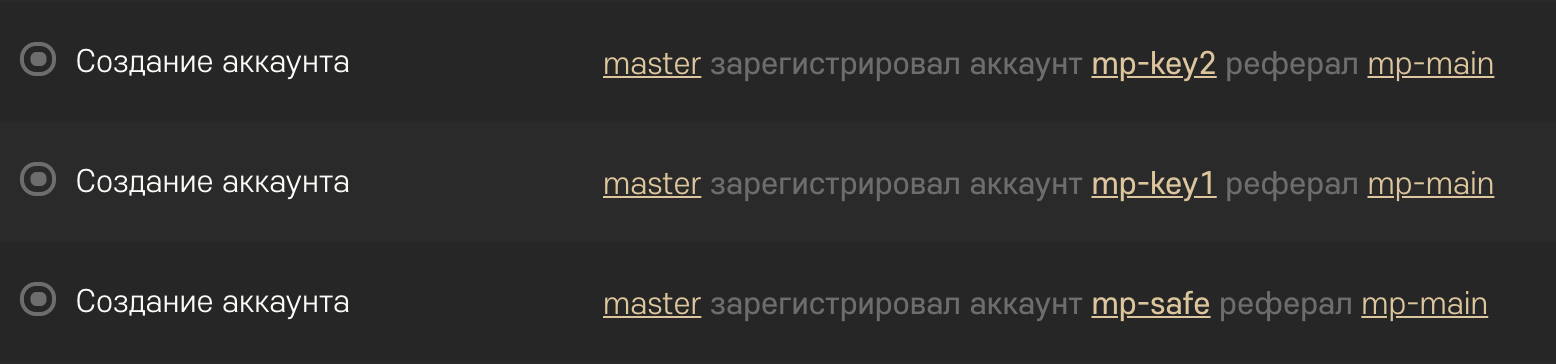 Создание аккаунта master зарегистрировал аккаунт mp-key2 реферал mp-main
Создание аккаунта master зарегистрировал аккаунт mp-key1 реферал mp-main
Создание аккаунта master зарегистрировал аккаунт mp-safe реферал mp-main